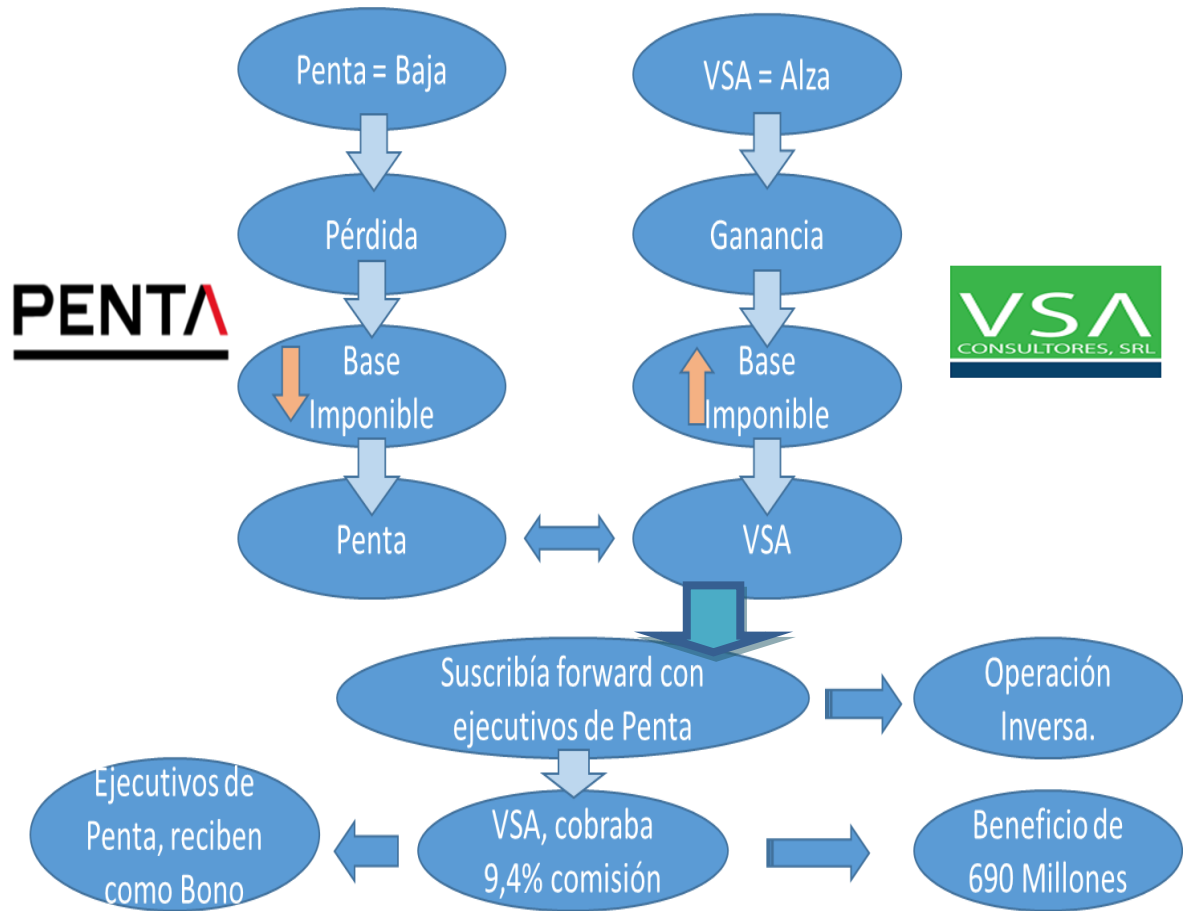 Penta = Baja
VSA = Alza
Pérdida
Ganancia
PENTA
VSA
CONSULTORES, SRL
Base
Imponible
Base
Imponible
Penta
VSA
Suscribía forward con
ejecutivos de Penta
Operación
Inversa.
Ejecutivos de
Penta, reciben
como Bono
VSA, cobraba
9,4% comisión
Beneficio de
690 Millones